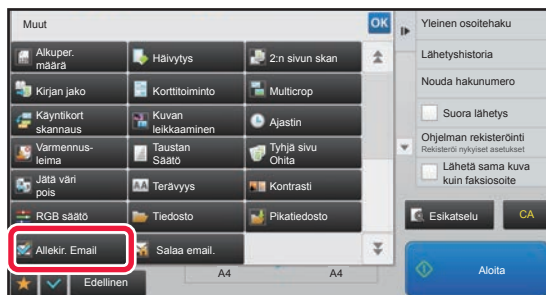 Muut
OK
Alkuper.
määrä
Häivytys
2:n sivun skan
Kirjan jako
Korttitoiminto
Multicrop
Käyntikort
skannaus
Kuvan
leikkaaminen
Ajastin
Varmennus-
leima
Taustan
Säätö
Tyhjä sivu
Ohita
Jätä väri
pois
AA Terävyys
Kontrasti
RGB säätö
Tiedosto
Pikatiedosto
Allekir. Email
Salaa email.
Edellinen
A4
A4
Yleinen osoitehaku
Lähetyshistoria
Nouda hakunumero
Suora lähetys
Ohjelman rekisteröinti
Rekisteröi nykyiset asetukset
Lähetä sama kuva
kuin faksiosoite
Esikatselu
CA
Aloita